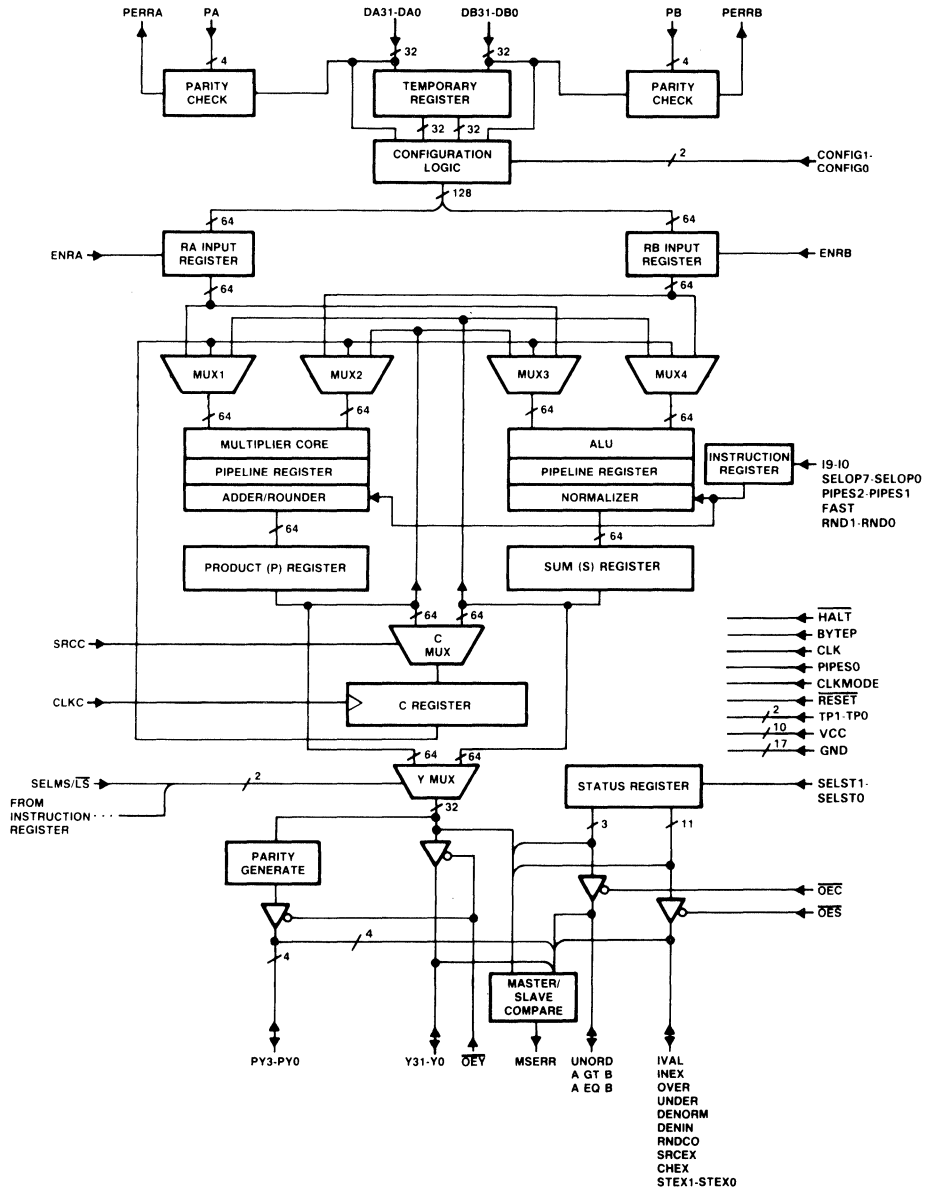 PERRA PA DA31-DA0 DB31-DB0 PB PERRB
4 32 32 4
PARITY
CHECK
TEMPORARY
REGISTER
PARITY
CHECK
32 32
CONFIGURATION
LOGIC
2
CONFIG1-
CONFIG0
128
64 64
ENRA
RA INPUT
REGISTER
RB INPUT
REGISTER
ENRB
64 64
MUX1 MUX2 MUX3 MUX4
64 64 64 64
MULTIPLIER CORE
PIPELINE REGISTER
ADDER/ROUNDER
ALU
PIPELINE REGISTER
NORMALIZER
INSTRUCTION
REGISTER
I9-I0
SELOP7-SELOP0
PIPES2-PIPES1
FAST
RND1-RND0
64 64
PRODUCT (P) REGISTER
SUM (S) REGISTER
64 64
SRCC
C
MUX
CLKC
C REGISTER
HALT
BYTEP
CLK
PIPES0
CLKMODE
RESET
2 TP1-TP0
10 VCC
17 GND
64 64
SELMS/LS
2
Y MUX
FROM
INSTRUCTION
REGISTER
32
STATUS REGISTER
SELST1-
SELST0
3 11
PARITY
GENERATE
OEC
OES
4
4
MASTER/
SLAVE
COMPARE
PY3-PY0 Y31-Y0 OEY MSERR
UNORD
A GT B
A EQ B
IVAL
INEX
OVER
UNDER
DENORM
DENIN
RNDCO
SRCEX
CHEX
STEX1-STEX0